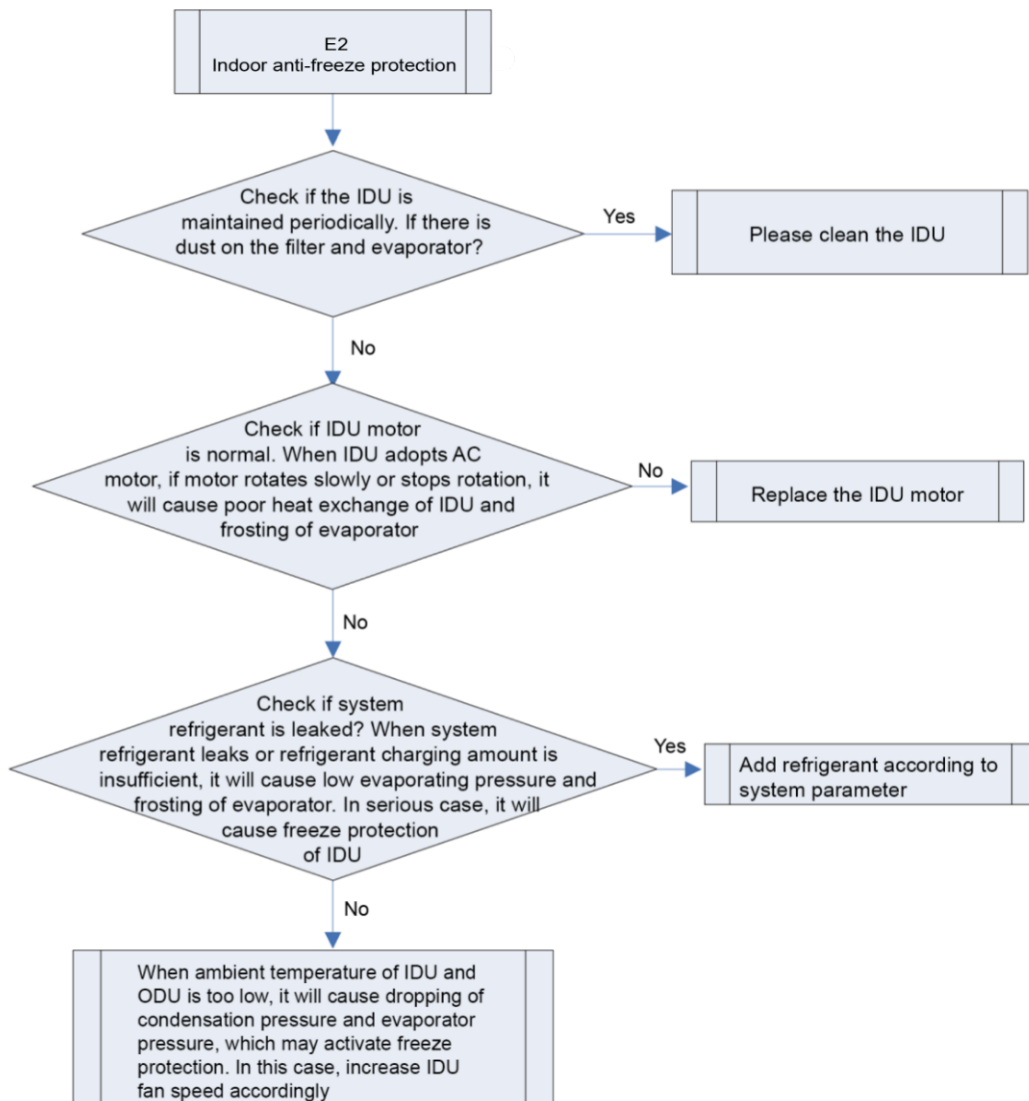 E2
Indoor anti-freeze protection
Check if the IDU is
maintained periodically. If there is
dust on the filter and evaporator?
Yes
Please clean the IDU
No
Check if IDU motor
is normal. When IDU adopts AC
motor, if motor rotates slowly or stops rotation, it
will cause poor heat exchange of IDU and
frosting of evaporator
No
Replace the IDU motor
No
Check if system
refrigerant is leaked? When system
refrigerant leaks or refrigerant charging amount is
insufficient, it will cause low evaporating pressure and
frosting of evaporator. In serious case, it will
cause freeze protection
of IDU
Yes
Add refrigerant according to
system parameter
No
When ambient temperature of IDU and
ODU is too low, it will cause dropping of
condensation pressure and evaporator
pressure, which may activate freeze
protection. In this case, increase IDU
fan speed accordingly